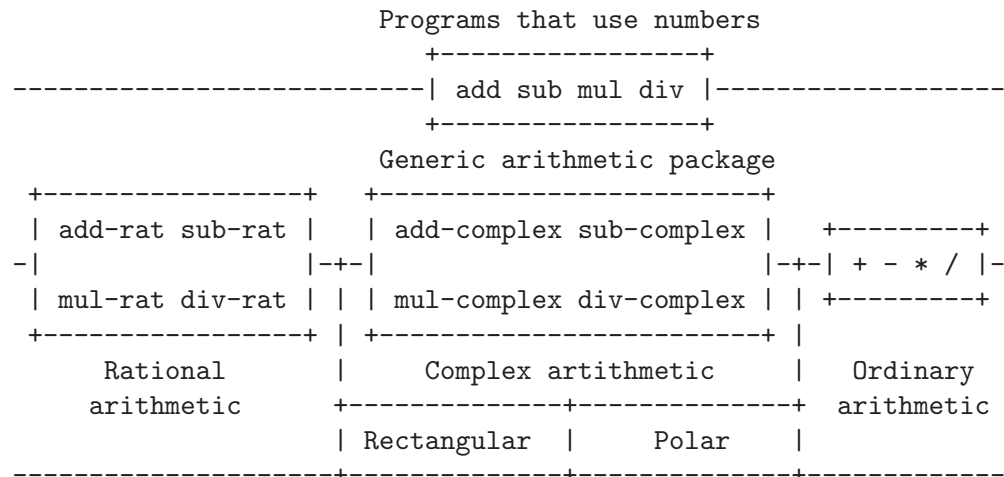 Programs that use numbers
add sub mul div
Generic arithmetic package
add-rat sub-rat
mul-rat div-rat
Rational
arithmetic
add-complex sub-complex
mul-complex div-complex
Complex artithmetic
Rectangular
Polar
+ - * /
Ordinary
arithmetic